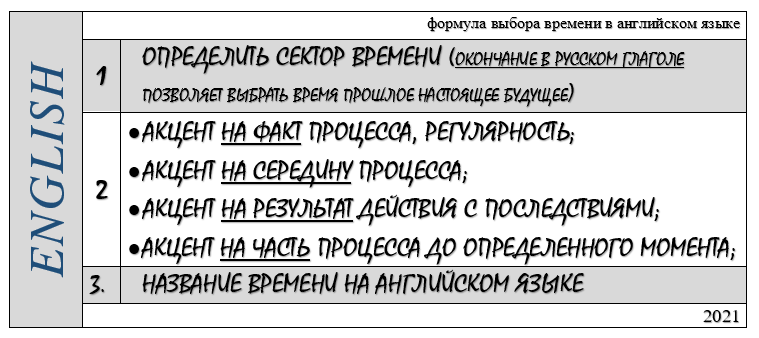 формула выбора времени в английском языке
ENGLISH
1
ОПРЕДЕЛИТЬ СЕКТОР ВРЕМЕНИ (ОКОНЧАНИЕ В РУССКОМ ГЛАГОЛЕ
ПОЗВОЛЯЕТ ВЫБРАТЬ ВРЕМЯ ПРОШЛОЕ НАСТОЯЩЕЕ БУДУЩЕЕ)
2
•АКЦЕНТ НА ФАКТ ПРОЦЕССА, РЕГУЛЯРНОСТЬ;
•АКЦЕНТ НА СЕРЕДИНУ ПРОЦЕССА;
•АКЦЕНТ НА РЕЗУЛЬТАТ ДЕЙСТВИЯ С ПОСЛЕДСТВИЯМИ;
•АКЦЕНТ НА ЧАСТЬ ПРОЦЕССА ДО ОПРЕДЕЛЕННОГО МОМЕНТА;
3.
НАЗВАНИЕ ВРЕМЕНИ НА АНГЛИЙСКОМ ЯЗЫКЕ
2021